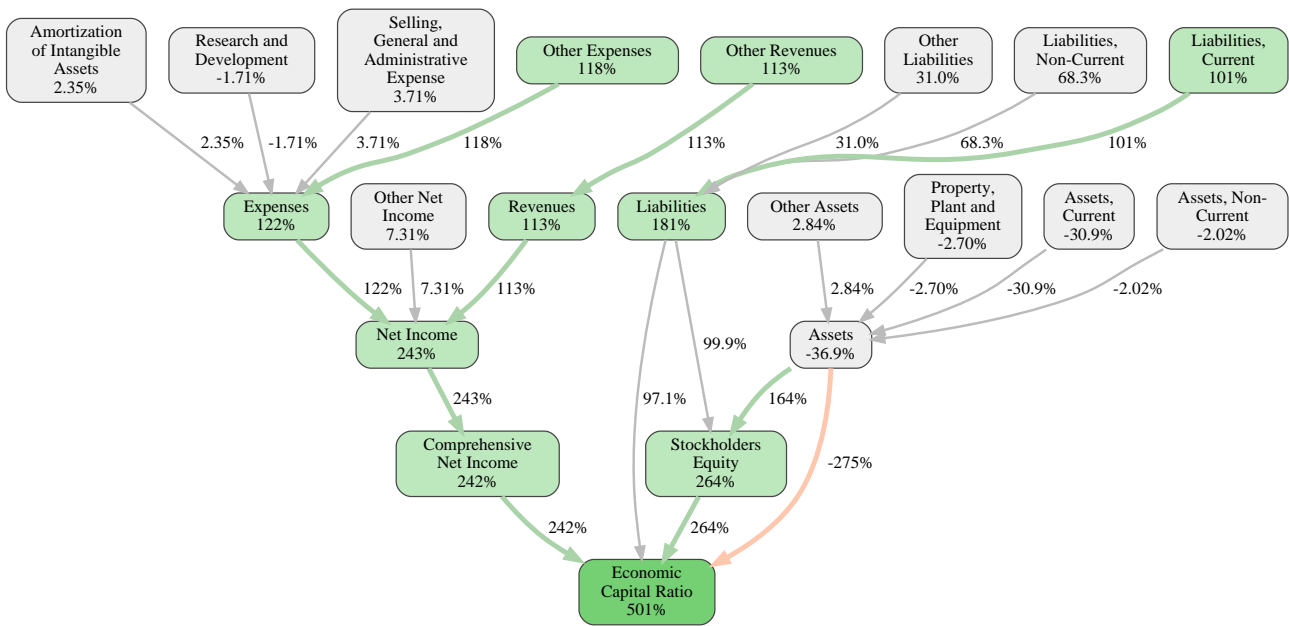 Amortization
of Intangible
Assets
2.35%
Research and
Development
-1.71%
Selling,
General and
Administrative
Expense
3.71%
Other Expenses
118%
Other Revenues
113%
Other
Liabilities
31.0%
Liabilities,
Non-Current
68.3%
Liabilities,
Current
101%
2.35%
-1.71%
3.71%
118%
113%
31.0%
68.3%
101%
Expenses
122%
Other Net
Income
7.31%
Revenues
113%
Liabilities
181%
Other Assets
2.84%
Property,
Plant and
Equipment
-2.70%
Assets,
Current
-30.9%
Assets, Non-
Current
-2.02%
122%
7.31%
113%
2.84%
-2.70%
-30.9%
-2.02%
Net Income
243%
99.9%
Assets
-36.9%
243%
97.1%
164%
Comprehensive
Net Income
242%
Stockholders
Equity
264%
-275%
242%
264%
Economic
Capital Ratio
501%